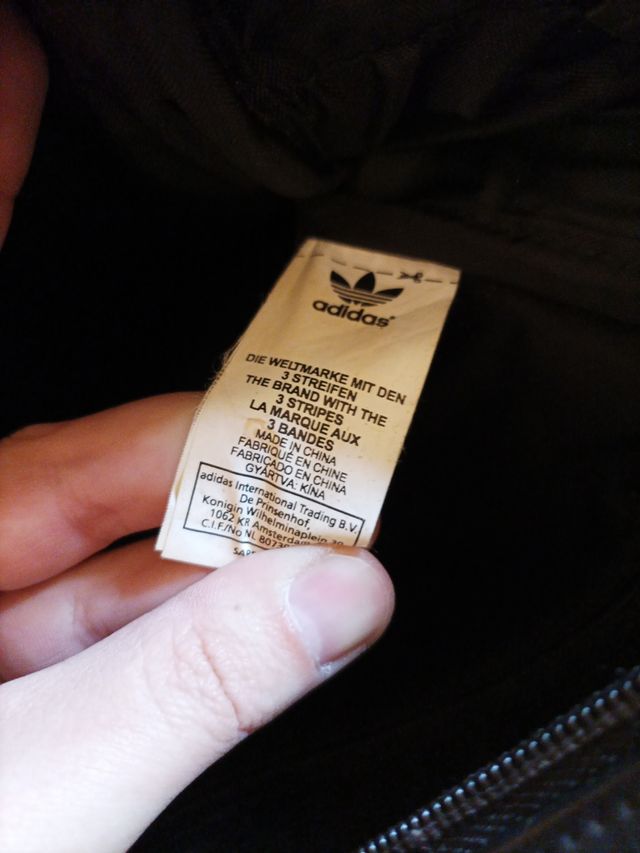 adidas
DIE WELTMARKE MIT DEN
3 STREIFEN
THE BRAND WITH THE
3 STRIPES
LA MARQUE AUX
3 BANDES
MADE IN CHINA
FABRIQUÉ EN CHINE
FABRICADO EN CHINA
GYÁRTVA: KÍNA
adidas International Trading B.V.
De Prinsenhof,
Konigin Wilhelminaplein
1062 KR Amsterdam
C.I.F./No NL